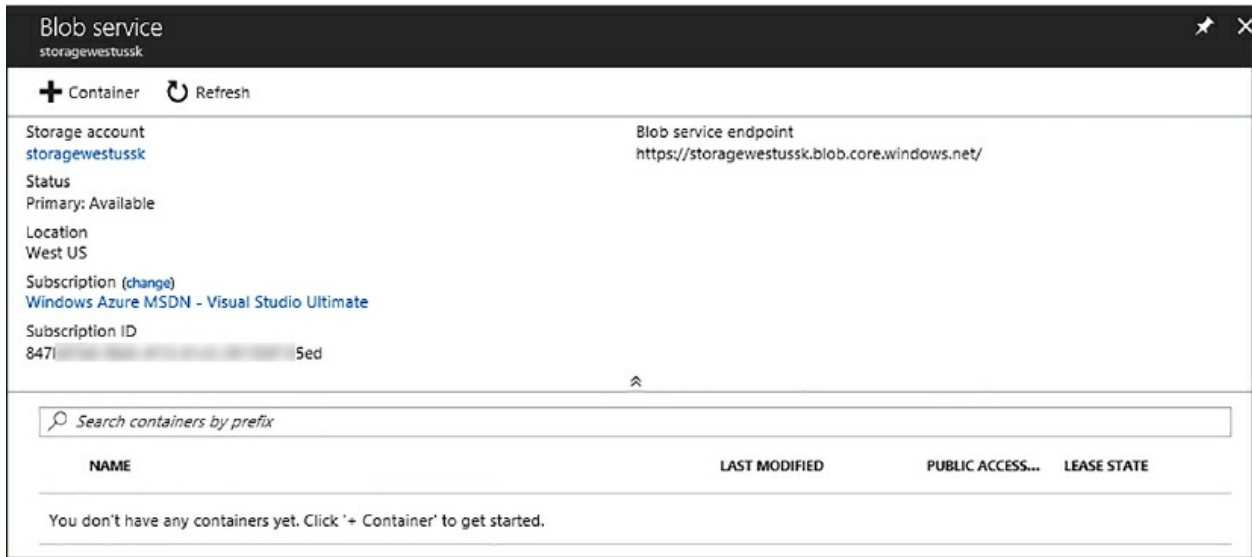 Blob service
storagewestussk
Container Refresh
Storage account
storagewestussk
Status
Primary: Available
Location
West US
Subscription (change)
Windows Azure MSDN - Visual Studio Ultimate
Subscription ID
847 5ed
Blob service endpoint
https://storagewestussk.blob.core.windows.net/
Search containers by prefix
NAME LAST MODIFIED PUBLIC ACCESS... LEASE STATE
You don't have any containers yet. Click '+ Container' to get started.